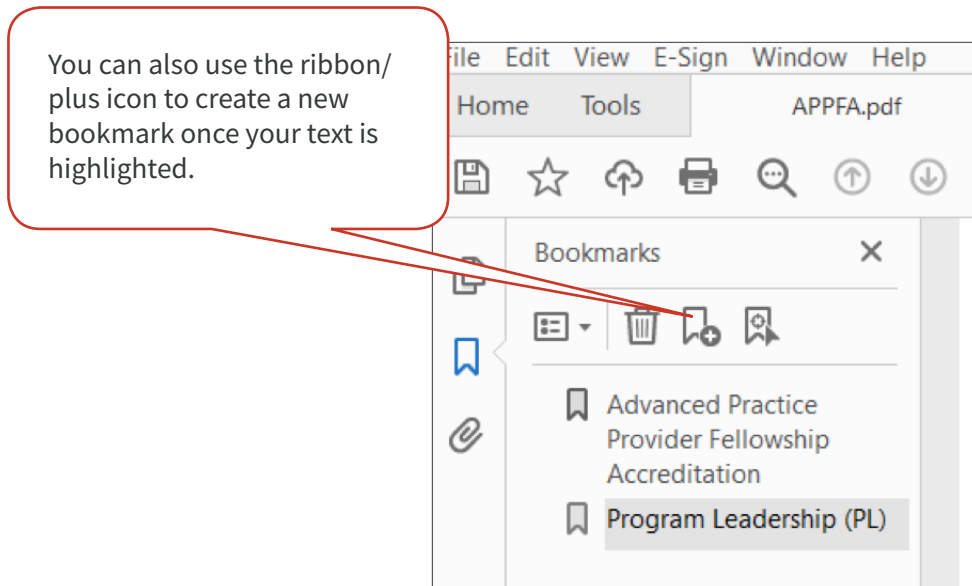 You can also use the ribbon/
plus icon to create a new
bookmark once your text is
highlighted.
File Edit View E-Sign Window Help
Home Tools APPFA.pdf
Bookmarks
Advanced Practice
Provider Fellowship
Accreditation
Program Leadership (PL)